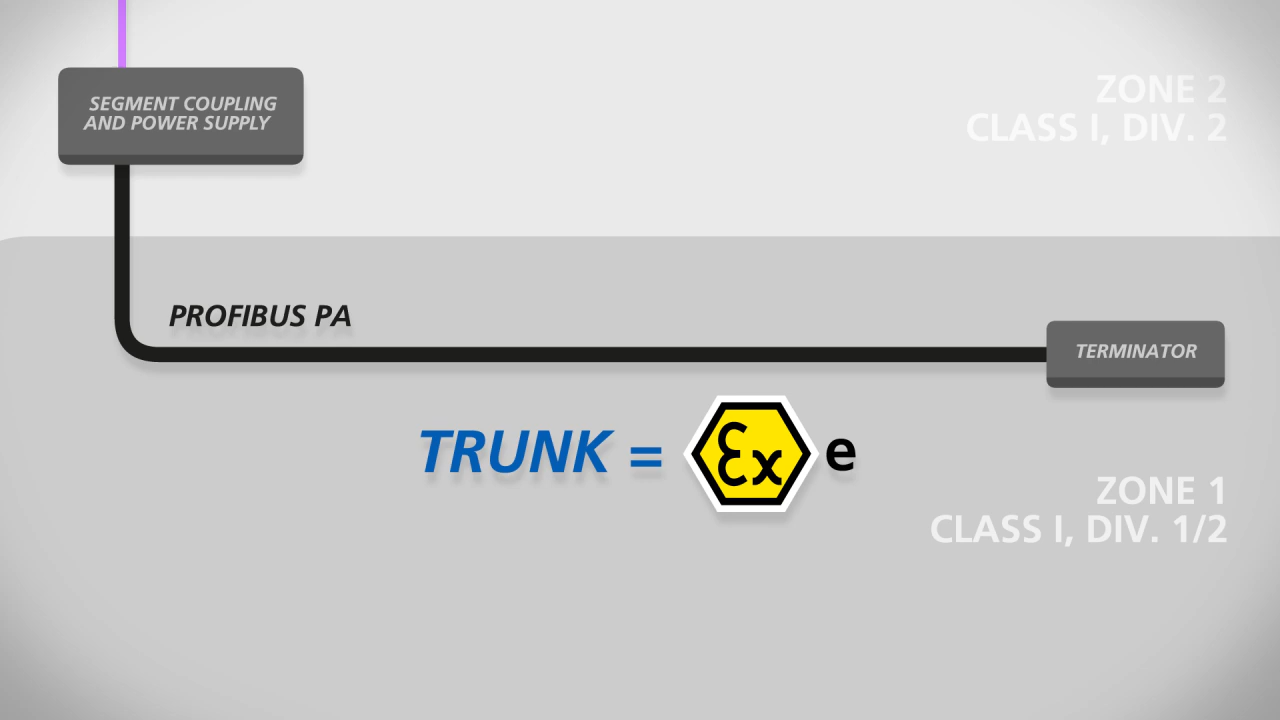 SEGMENT COUPLING
AND POWER SUPPLY
ZONE 2
CLASS I, DIV. 2
PROFIBUS PA
TERMINATOR
TRUNK = Ex e
ZONE 1
CLASS I, DIV. 1/2